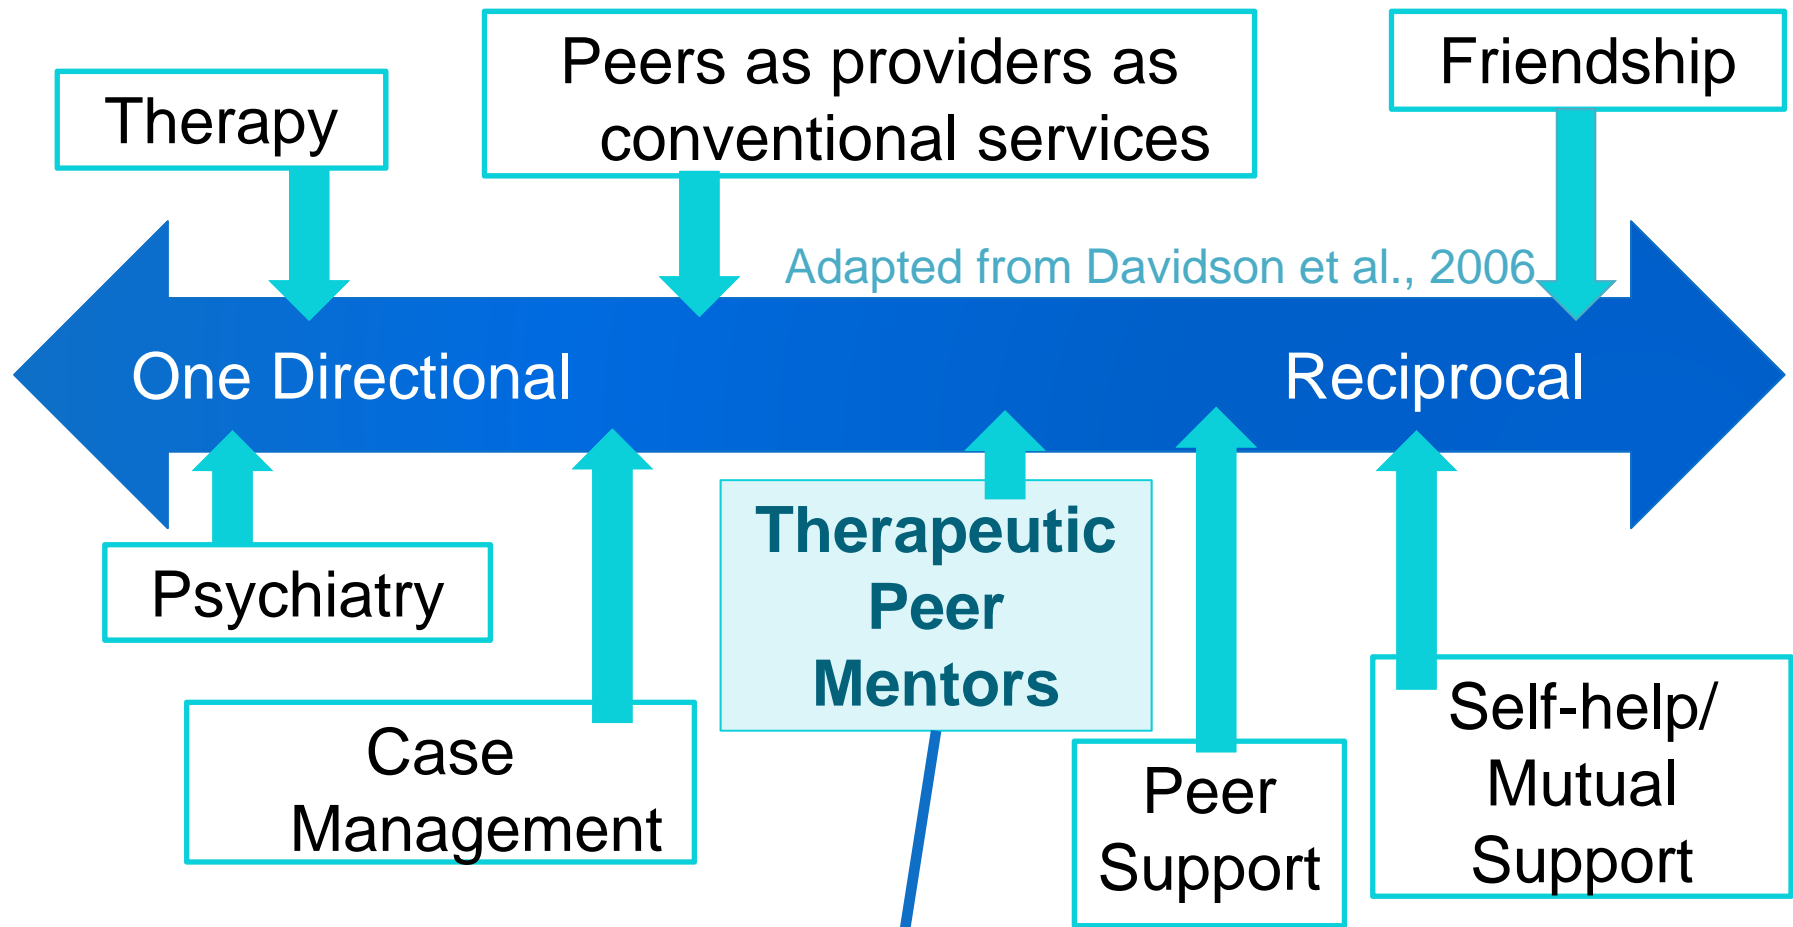 Therapy
Peers as providers as
conventional services
Friendship
Adapted from Davidson et al., 2006
One Directional
Reciprocal
Psychiatry
Case
Management
Therapeutic
Peer
Mentors
Peer
Support
Self-help/
Mutual
Support